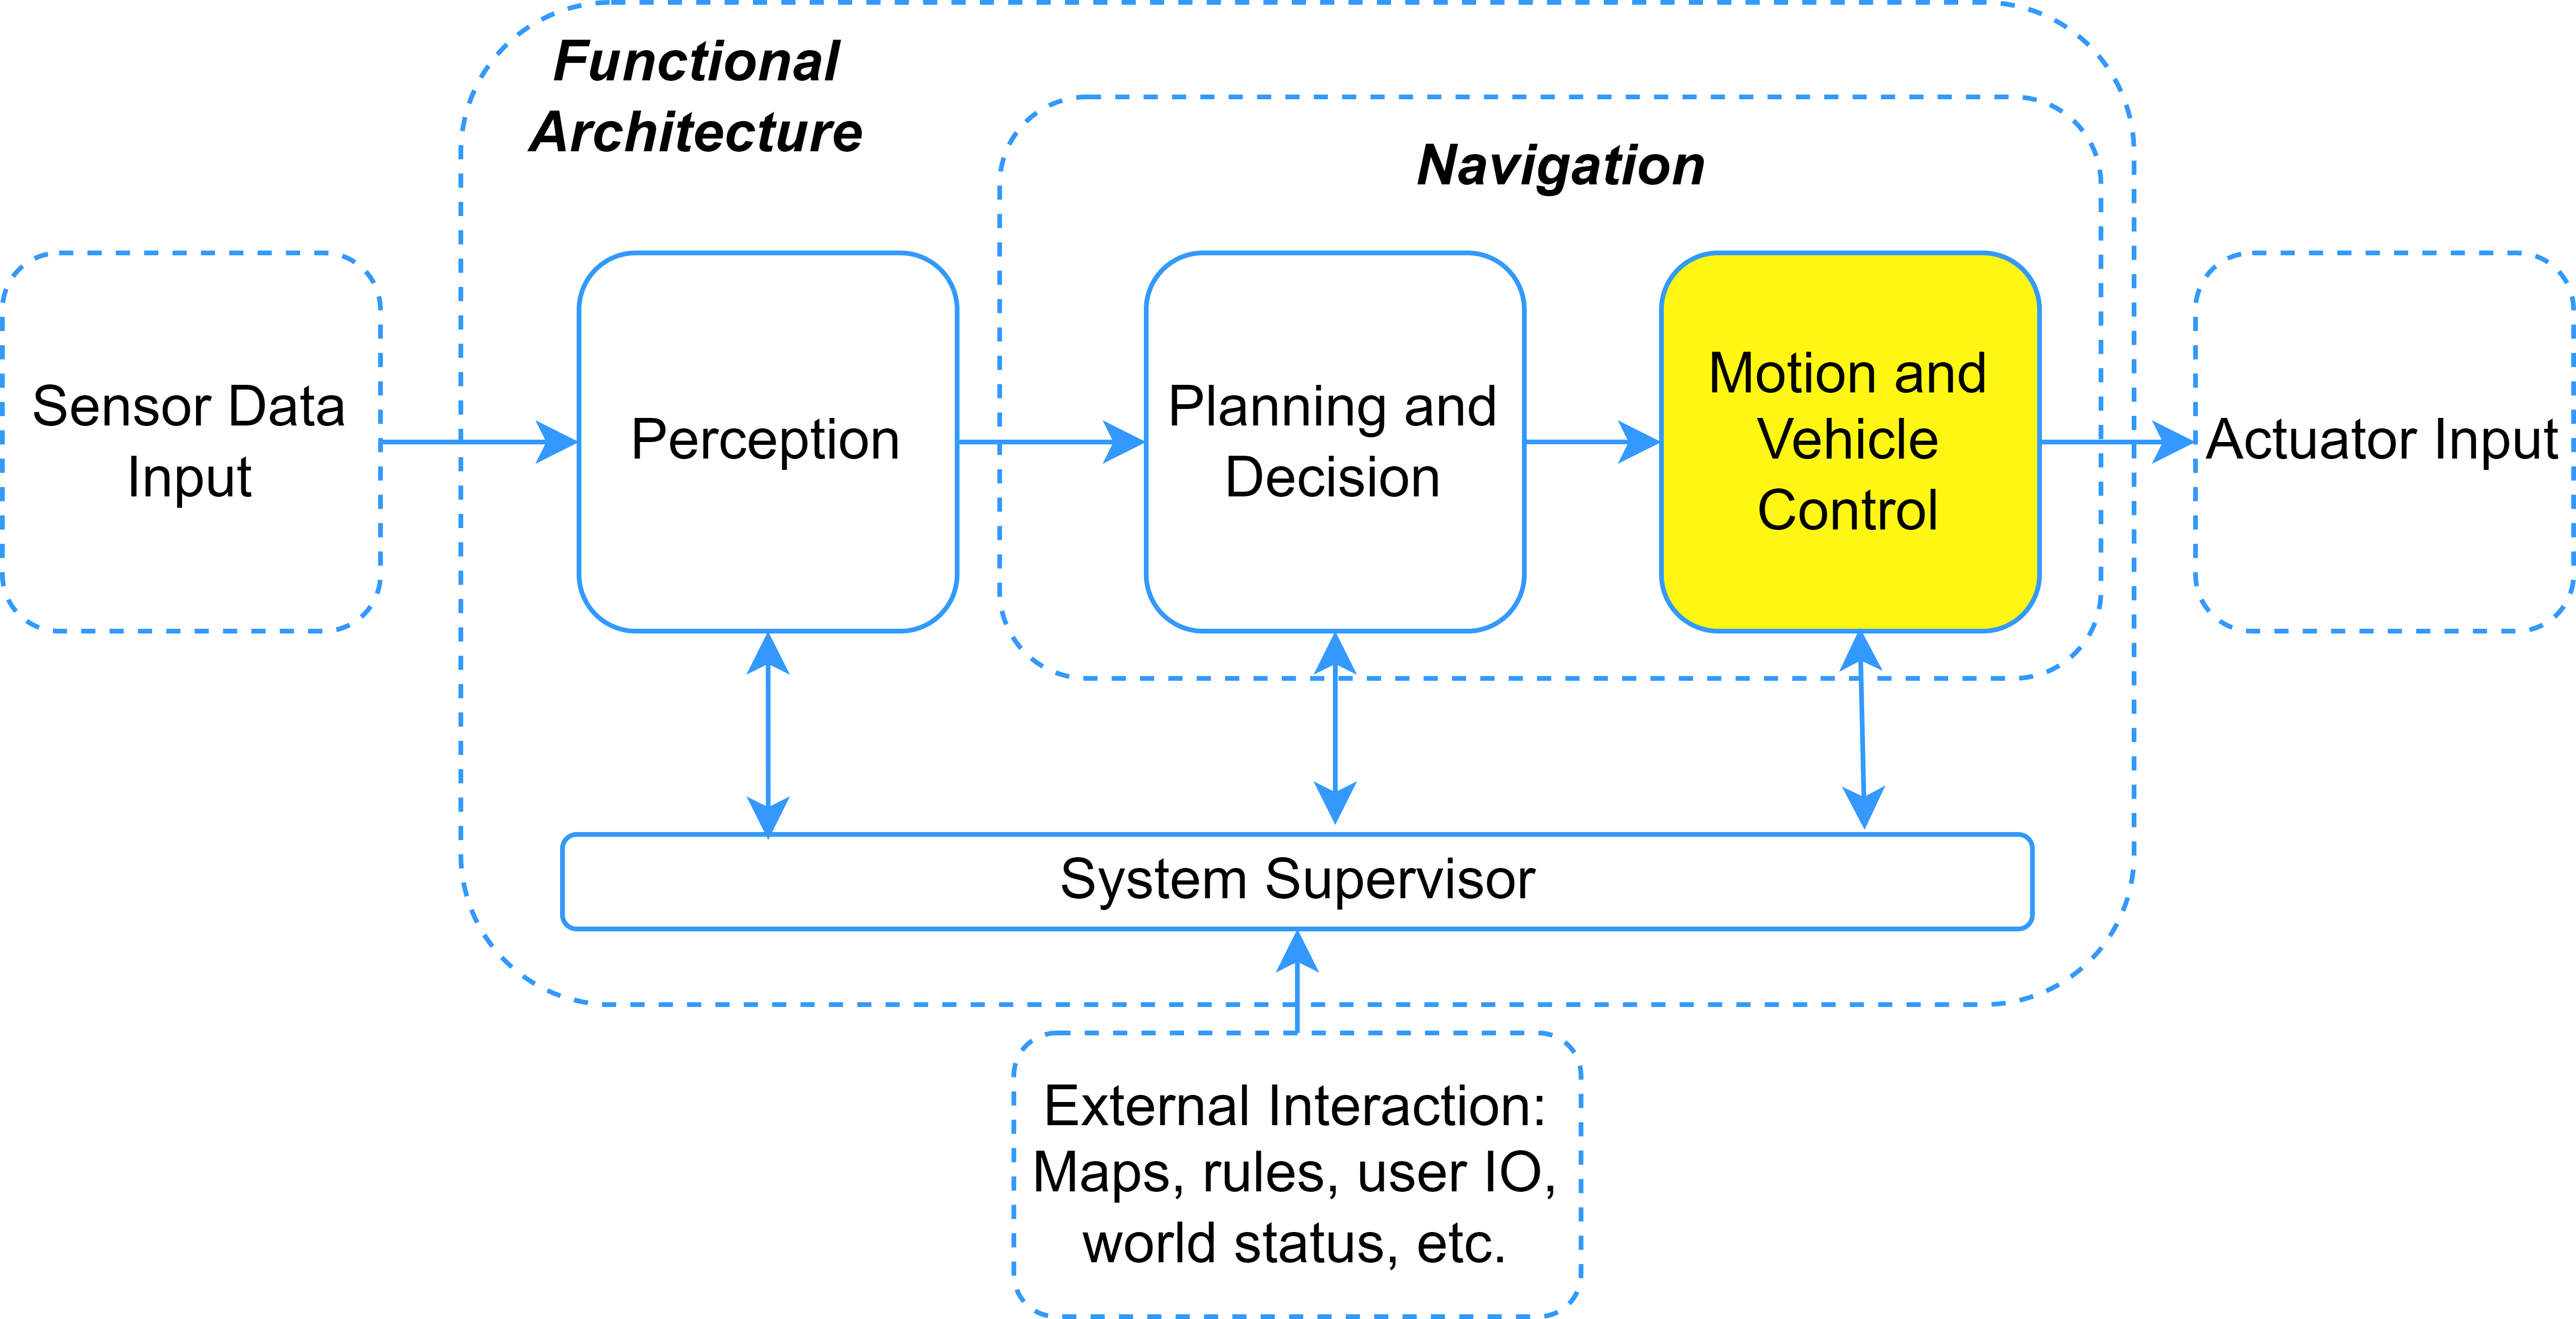 Functional
Architecture
Navigation
Sensor Data
Input
Perception
Planning and
Decision
Motion and
Vehicle
Control
Actuator Input
System Supervisor
External Interaction:
Maps, rules, user IO,
world status, etc.